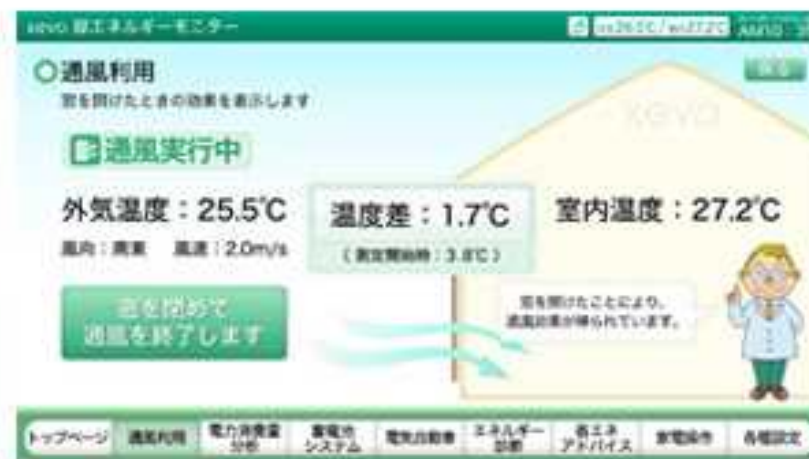 kevo 省エネルギーモニター
通風利用
窓を開けたときの効果を表示します
通風実行中
外気温度：25.5℃
風向：南東 風速：2.0m/s
温度差：1.7℃
（測定開始時：3.8℃）
室内温度：27.2℃
窓を閉めて
通風を終了します
窓を開けたことにより、
通風効果が得られています。
トップページ
通風利用
電力消費量
分析
蓄電池
システム
電気自動車
エネルギー
診断
省エネ
アドバイス
家電操作
各種設定